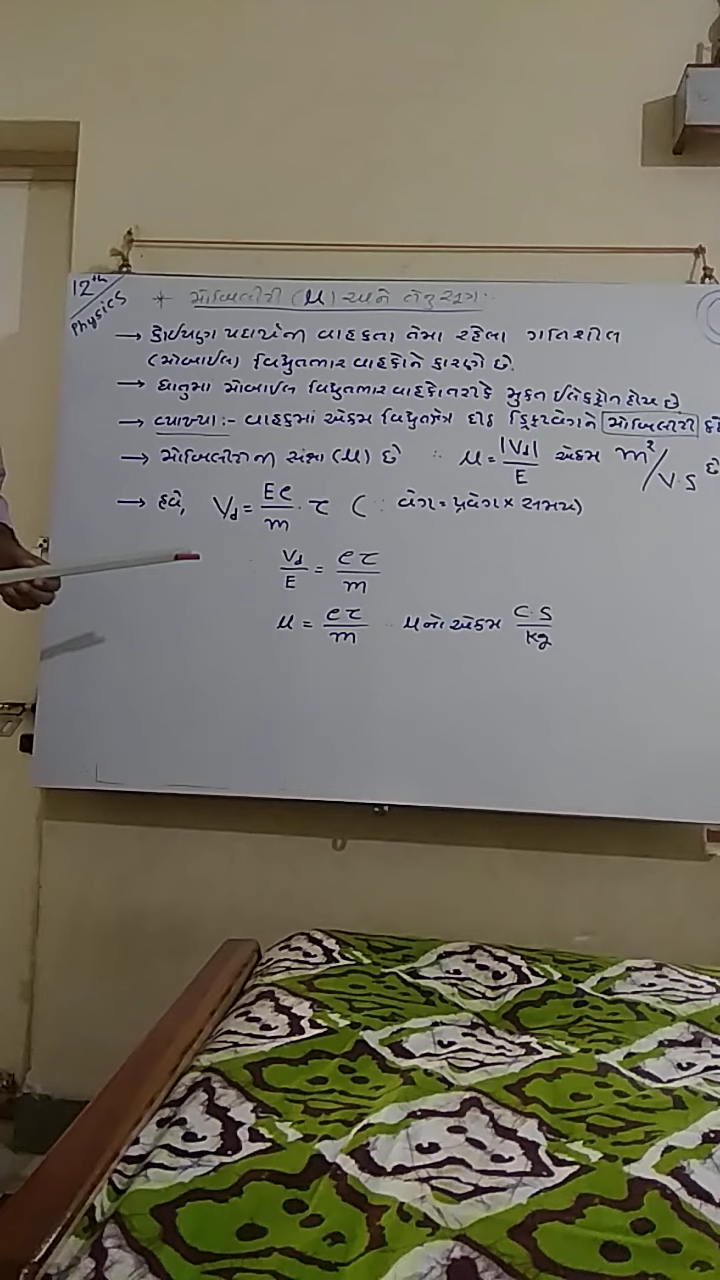 12th
Physics
* મોબિલીટી (μ) અને તેનું સૂત્ર:-
→ કોઈપણ પદાર્થની વાહકતા તેમા રહેલા ગતિશીલ
(મોબાઈલ) વિદ્યુતભાર વાહકોને કારણે છે.
→ ધાતુમા મોબાઈલ વિદ્યુતભાર વાહકો તરીકે મુક્ત ઈલેક્ટ્રોન હોય છે
→ વ્યાખ્યા:- વાહકમાં એકમ વિદ્યુતક્ષેત્ર દીઠ ડ્રિફ્ટવેગને મોબિલીટી કહે
→ મોબિલીટીની સંજ્ઞા (μ) છે ∴ μ = |Vd|/E એકમ m²/V.S છે
→ હવે, Vd = Ee/m . τ (∵ વેગ = પ્રવેગ × સમય)
Vd/E = eτ/m
μ = eτ/m ∴ μનો એકમ C.S/kg